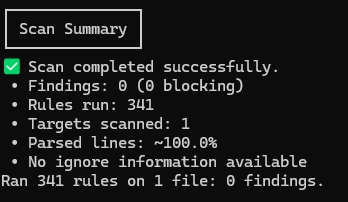 Scan Summary
✅ Scan completed successfully.
• Findings: 0 (0 blocking)
• Rules run: 341
• Targets scanned: 1
• Parsed lines: ~100.0%
• No ignore information available
Ran 341 rules on 1 file: 0 findings.